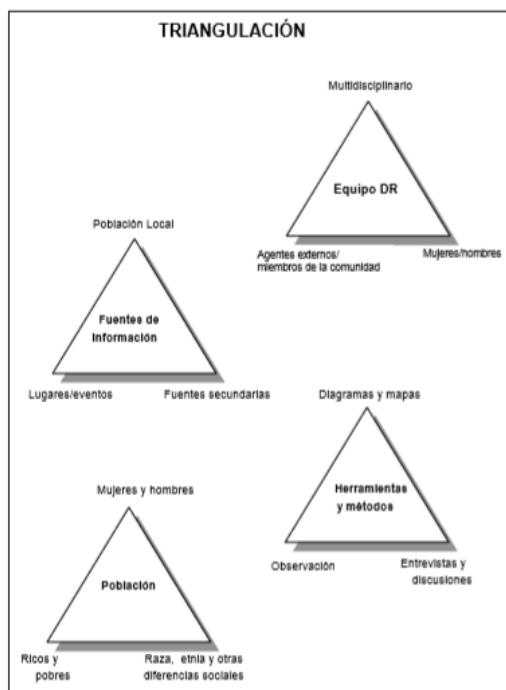 TRIANGULACIÓN
Multidisciplinario
Equipo DR
Agentes externos/
miembros de la comunidad
Mujeres/hombres
Población Local
Fuentes de
información
Lugares/eventos
Fuentes secundarias
Diagramas y mapas
Herramientas
y métodos
Observación
Entrevistas y
discusiones
Mujeres y hombres
Población
Ricos y
pobres
Raza, etnia y otras
diferencias sociales